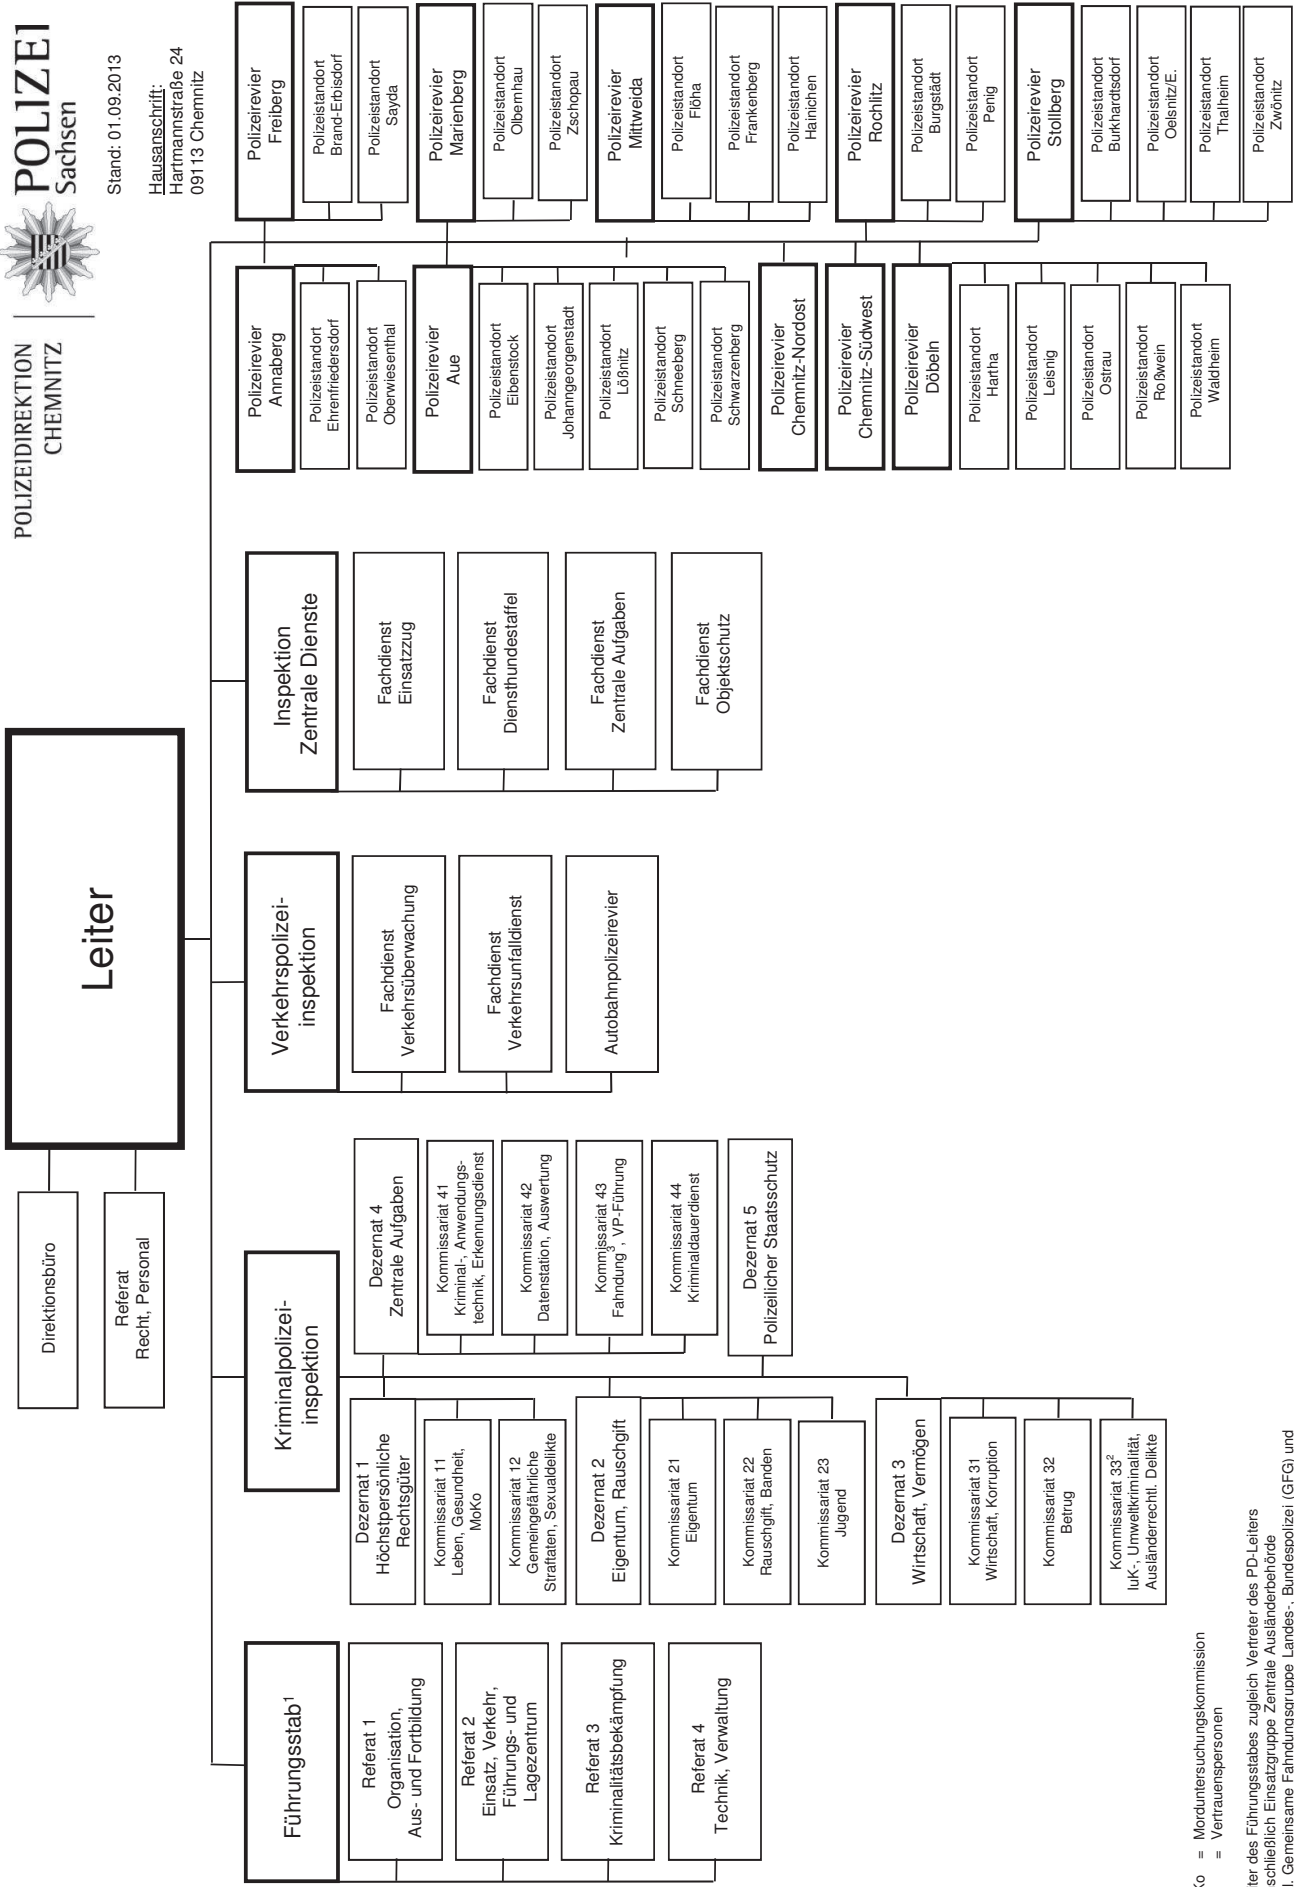 POLIZEIDIREKTION
CHEMNITZ
POLIZEI
Sachsen
Stand: 01.09.2013
Hausanschrift:
Hartmannstraße 24
09113 Chemnitz
Leiter
Direktionsbüro
Referat
Recht, Personal
Führungsstab¹
Referat 1
Organisation,
Aus- und Fortbildung
Referat 2
Einsatz, Verkehr,
Führungs- und
Lagezentrum
Referat 3
Kriminalitätsbekämpfung
Referat 4
Technik, Verwaltung
Kriminalpolizei-
inspektion
Dezernat 1
Höchstpersönliche
Rechtsgüter
Kommissariat 11
Leben, Gesundheit,
MoKo
Kommissariat 12
Gemeingefährliche
Straftaten, Sexualdelikte
Dezernat 2
Eigentum, Rauschgift
Kommissariat 21
Eigentum
Kommissariat 22
Rauschgift, Banden
Kommissariat 23
Jugend
Dezernat 3
Wirtschaft, Vermögen
Kommissariat 31
Wirtschaft, Korruption
Kommissariat 32
Betrug
Kommissariat 33²
IuK-, Umweltkriminalität,
Ausländerrechtl. Delikte
Dezernat 4
Zentrale Aufgaben
Kommissariat 41
Kriminal-, Anwendungs-
technik, Erkennungsdienst
Kommissariat 42
Datenstation, Auswertung
Kommissariat 43
Fahndung³, VP-Führung
Kommissariat 44
Kriminaldauerdienst
Dezernat 5
Polizeilicher Staatsschutz
Verkehrspolizei-
inspektion
Fachdienst
Verkehrsüberwachung
Fachdienst
Verkehrsunfalldienst
Autobahnpolizeirevier
Inspektion
Zentrale Dienste
Fachdienst
Einsatzzug
Fachdienst
Diensthundestaffel
Fachdienst
Zentrale Aufgaben
Fachdienst
Objektschutz
Polizeirevier
Annaberg
Polizeistandort
Ehrenfriedersdorf
Polizeistandort
Oberwiesenthal
Polizeirevier
Aue
Polizeistandort
Eibenstock
Polizeistandort
Johanngeorgenstadt
Polizeistandort
Lößnitz
Polizeistandort
Schneeberg
Polizeistandort
Schwarzenberg
Polizeirevier
Chemnitz-Nordost
Polizeirevier
Chemnitz-Südwest
Polizeirevier
Döbeln
Polizeistandort
Hartha
Polizeistandort
Leisnig
Polizeistandort
Ostrau
Polizeistandort
Roßwein
Polizeistandort
Waldheim
Polizeirevier
Freiberg
Polizeistandort
Brand-Erbisdorf
Polizeistandort
Sayda
Polizeirevier
Marienberg
Polizeistandort
Olbernhau
Polizeistandort
Zschopau
Polizeirevier
Mittweida
Polizeistandort
Flöha
Polizeistandort
Frankenberg
Polizeistandort
Hainichen
Polizeirevier
Rochlitz
Polizeistandort
Burgstädt
Polizeistandort
Penig
Polizeirevier
Stollberg
Polizeistandort
Burkhardtsdorf
Polizeistandort
Oelsnitz/E.
Polizeistandort
Thalheim
Polizeistandort
Zwönitz
= Morduntersuchungskommission
= Vertrauenspersonen
des Führungsstabes zugleich Vertreter des PD-Leiters
Einsatzgruppe Zentrale Ausländerbehörde
Gemeinsame Fahndungsgruppe Landes-, Bundespolizei (GFG) und